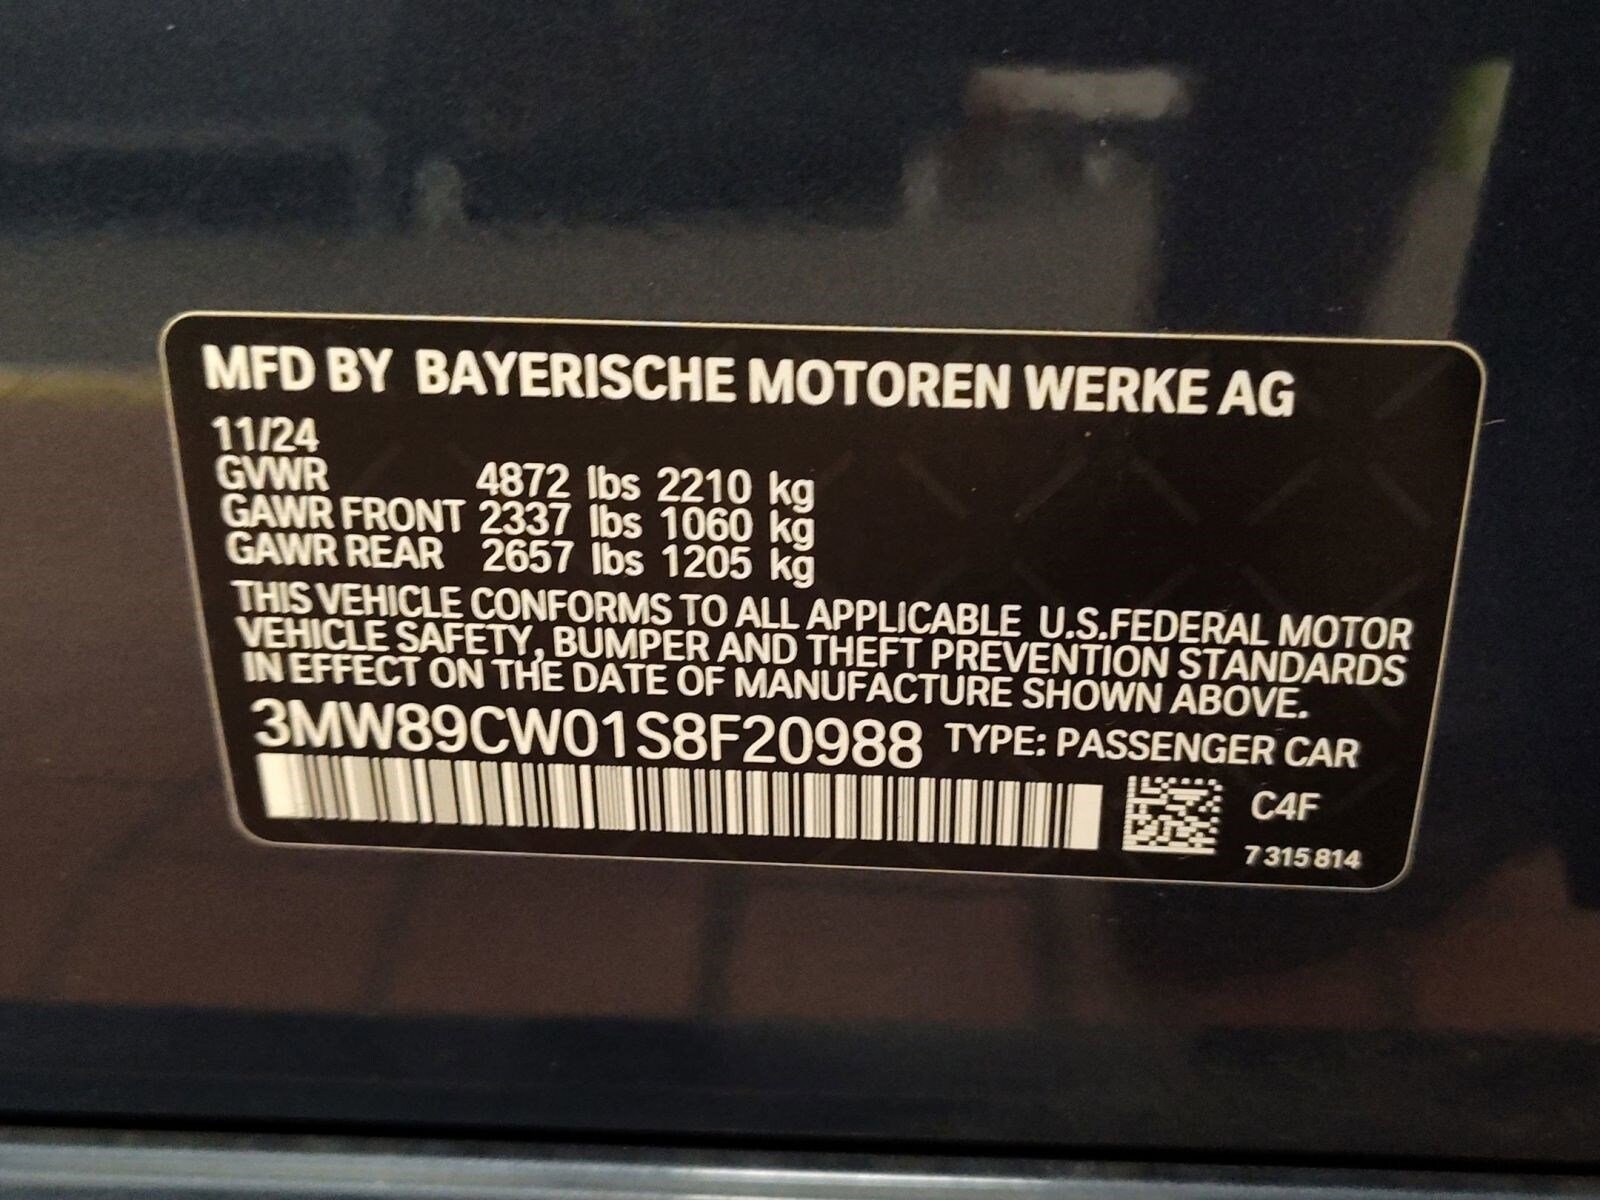 MFD BY BAYERISCHE MOTOREN WERKE AG
11/24
GVWR 4872 lbs 2210 kg
GAWR FRONT 2337 lbs 1060 kg
GAWR REAR 2657 lbs 1205 kg
THIS VEHICLE CONFORMS TO ALL APPLICABLE U.S.FEDERAL MOTOR
VEHICLE SAFETY, BUMPER AND THEFT PREVENTION STANDARDS
IN EFFECT ON THE DATE OF MANUFACTURE SHOWN ABOVE.
3MW89CW01S8F20988 TYPE: PASSENGER CAR
C4F
7 315 814